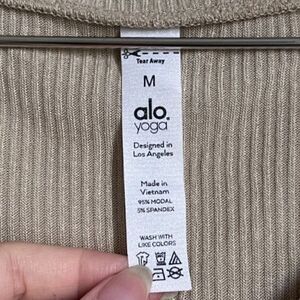 Tear Away
M
alo.
yoga
Designed in
Los Angeles
Made in
Vietnam
95% MODAL
5% SPANDEX
WASH WITH
LIKE COLORS